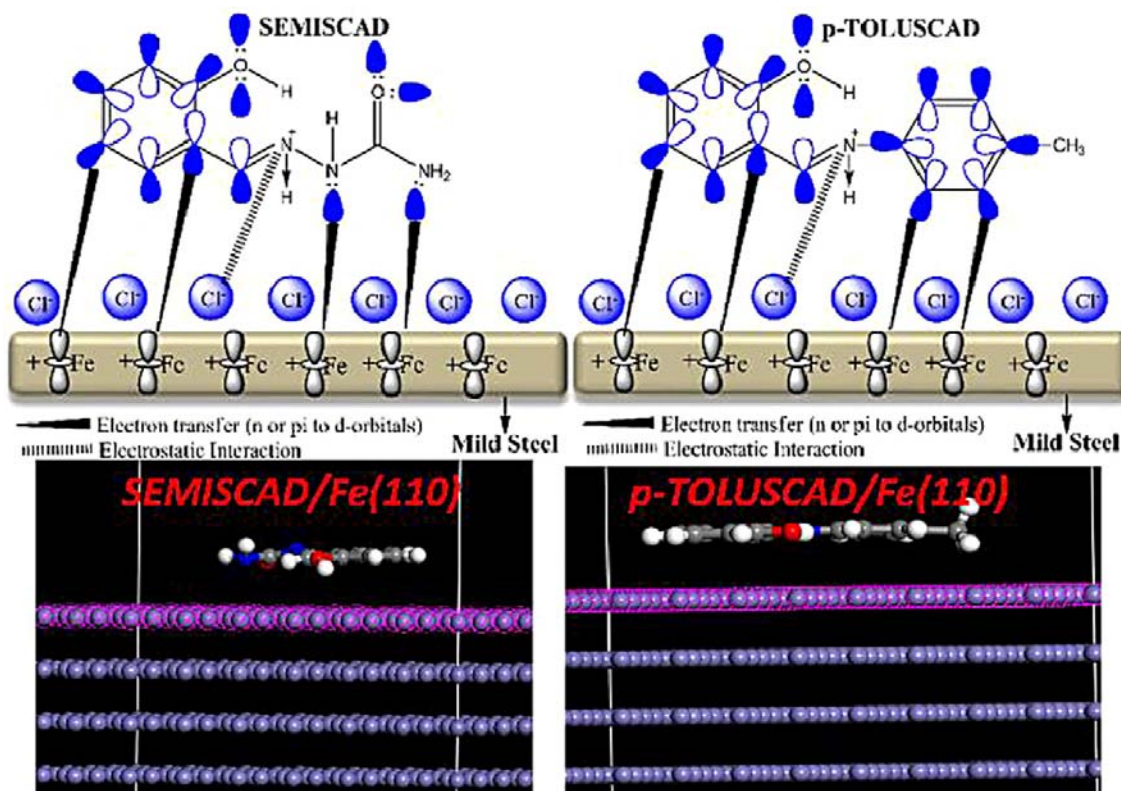 SEMISCAD
O
H
O
H
N
+
N
H
NH₂
Cl⁻ Cl⁻ Cl⁻ Cl⁻ Cl⁻ Cl⁻ Cl⁻
+ Fe + Fe + Fe + Fe + Fe + Fe
Electron transfer (n or pi to d-orbitals)
Electrostatic Interaction
Mild Steel
p-TOLUSCAD
O
H
N
+
H
CH₃
Cl⁻ Cl⁻ Cl⁻ Cl⁻ Cl⁻ Cl⁻ Cl⁻
+ Fe + Fe + Fe + Fe + Fe + Fe
Electron transfer (n or pi to d-orbitals)
Electrostatic Interaction
Mild Steel
SEMISCAD/Fe(110)
p-TOLUSCAD/Fe(110)